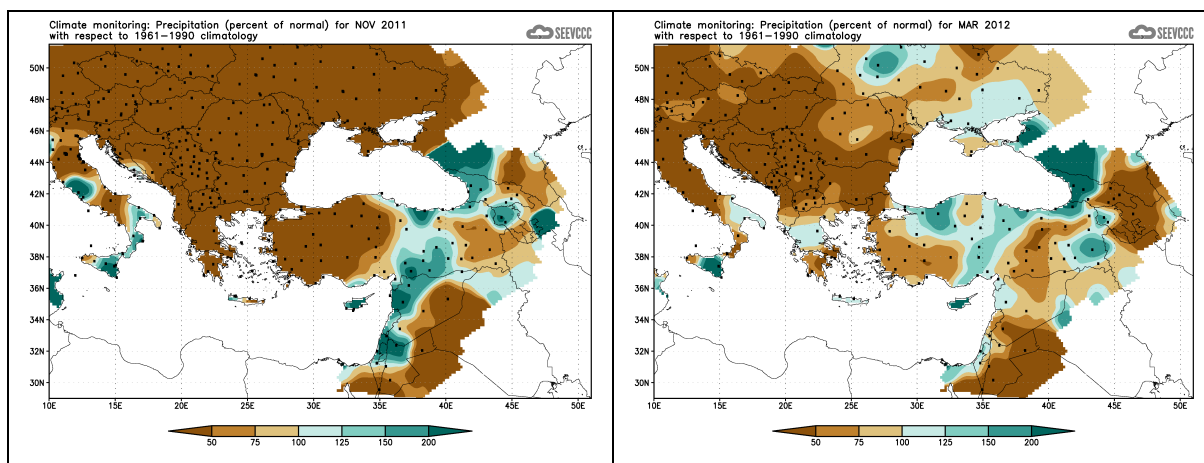 Climate monitoring: Precipitation (percent of normal) for NOV 2011
with respect to 1961−1990 climatology
SEEVCCC
50N
48N
46N
44N
42N
40N
38N
36N
34N
32N
30N
10E 15E 20E 25E 30E 35E 40E 45E 50E
50 75 100 125 150 200
Climate monitoring: Precipitation (percent of normal) for MAR 2012
with respect to 1961−1990 climatology
SEEVCCC
50N
48N
46N
44N
42N
40N
38N
36N
34N
32N
30N
10E 15E 20E 25E 30E 35E 40E 45E 50E
50 75 100 125 150 200